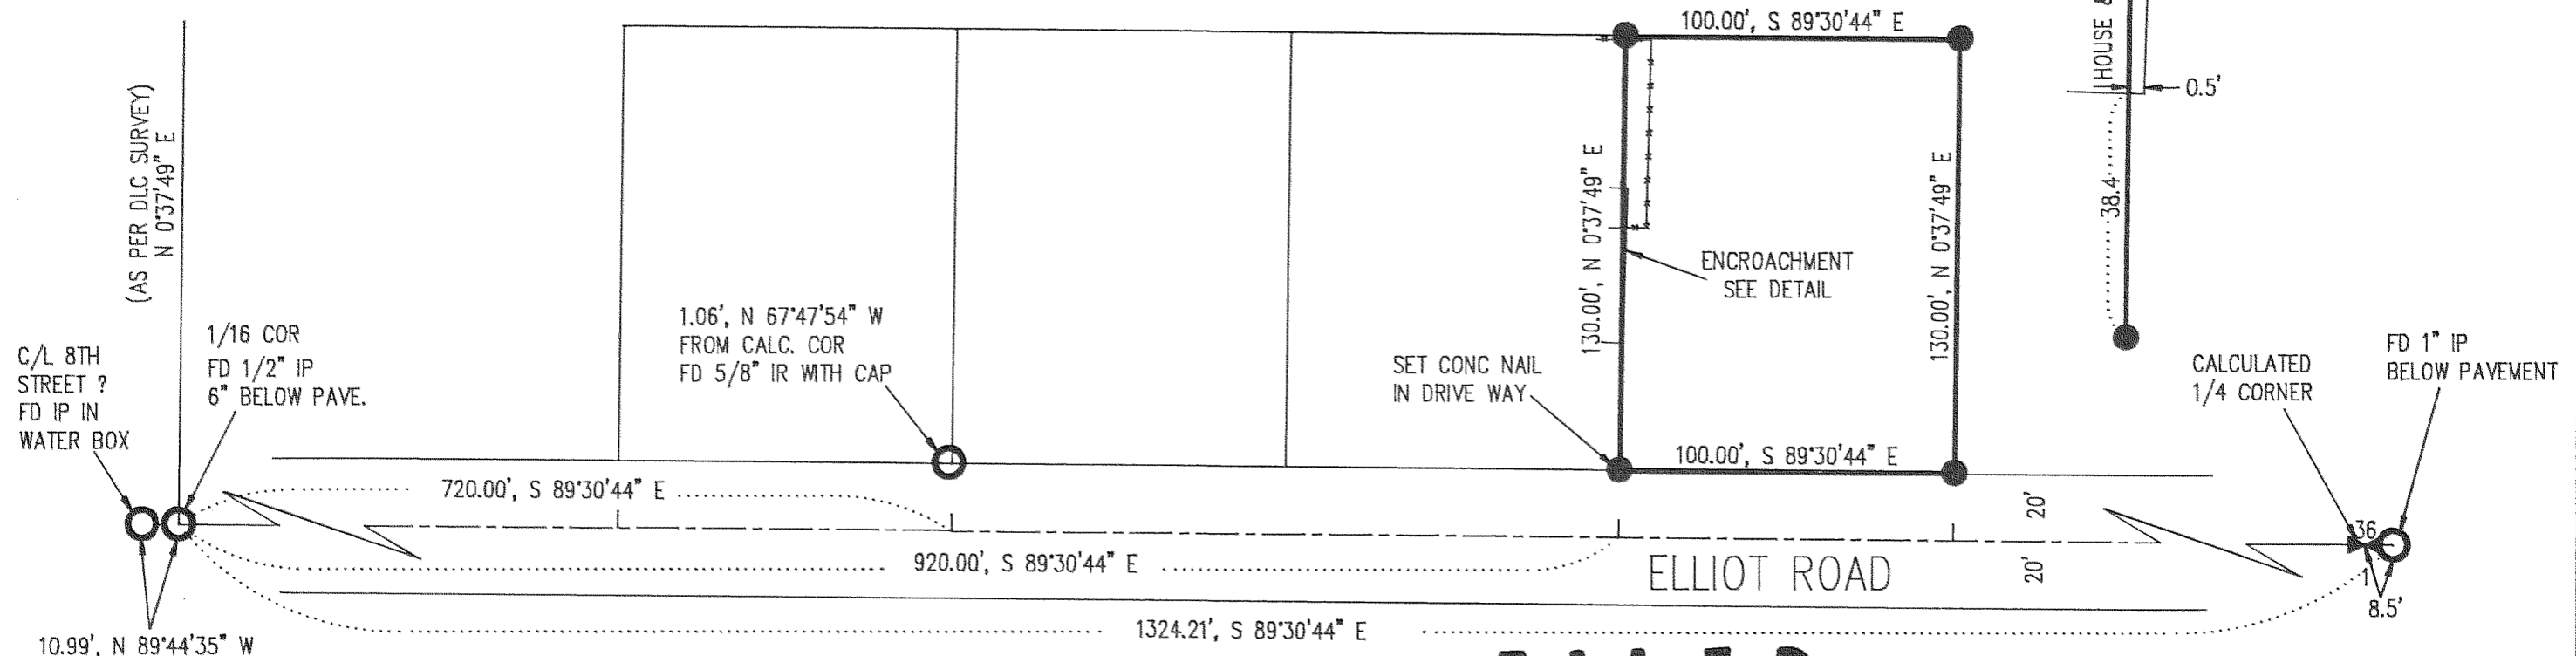 100.00', S 89°30'44" E
HOUSE &
0.5'
(AS PER DLC SURVEY)
N 0°37'49" E
130.00', N 0°37'49" E
130.00', N 0°37'49" E
38.4
ENCROACHMENT
SEE DETAIL
1.06', N 67°47'54" W
FROM CALC. COR
FD 5/8" IR WITH CAP
1/16 COR
FD 1/2" IP
6" BELOW PAVE.
C/L 8TH
STREET ?
FD IP IN
WATER BOX
SET CONC NAIL
IN DRIVE WAY
CALCULATED
1/4 CORNER
FD 1" IP
BELOW PAVEMENT
100.00', S 89°30'44" E
720.00', S 89°30'44" E
20'
36
1
920.00', S 89°30'44" E
ELLIOT ROAD
20'
8.5'
1324.21', S 89°30'44" E
10.99', N 89°44'35" W